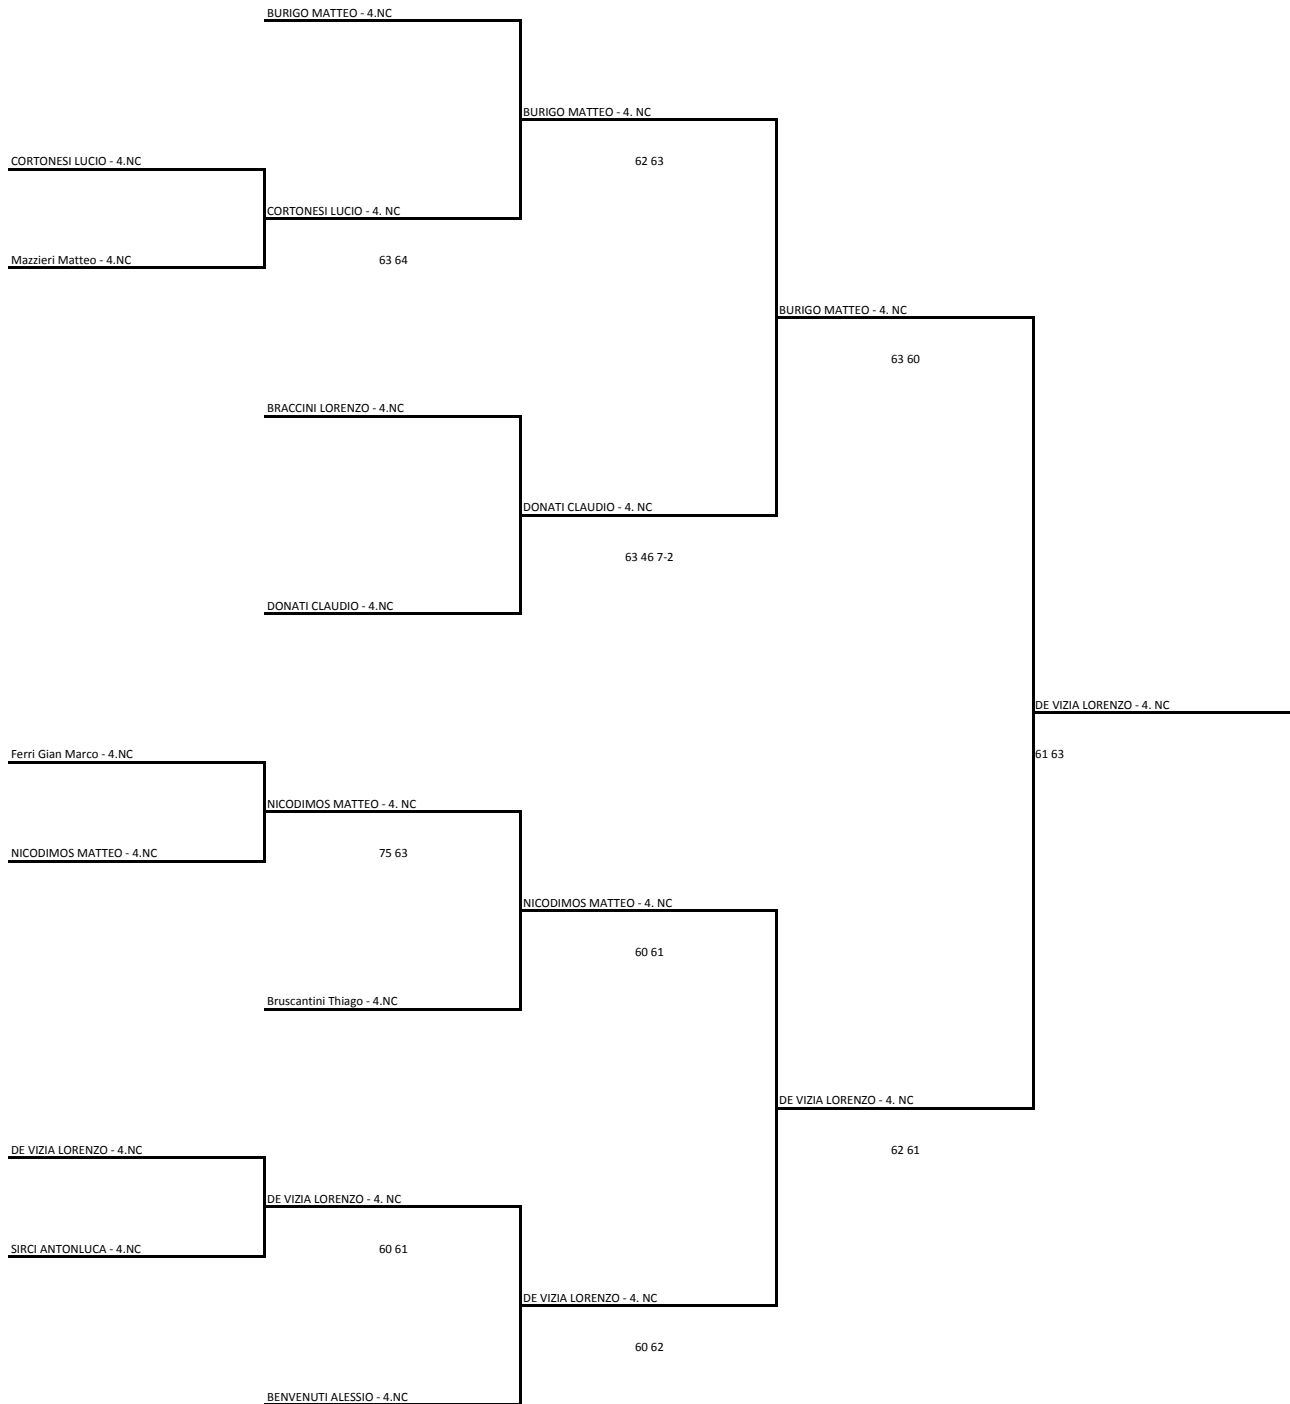 BURIGO MATTEO - 4.NC
BURIGO MATTEO - 4. NC
CORTONESI LUCIO - 4.NC
62 63
CORTONESI LUCIO - 4. NC
Mazzieri Matteo - 4.NC
63 64
BURIGO MATTEO - 4. NC
63 60
BRACCINI LORENZO - 4.NC
DONATI CLAUDIO - 4. NC
63 46 7-2
DONATI CLAUDIO - 4.NC
DE VIZIA LORENZO - 4. NC
Ferri Gian Marco - 4.NC
61 63
NICODIMOS MATTEO - 4. NC
NICODIMOS MATTEO - 4.NC
75 63
NICODIMOS MATTEO - 4. NC
60 61
Bruscantini Thiago - 4.NC
DE VIZIA LORENZO - 4. NC
DE VIZIA LORENZO - 4.NC
62 61
DE VIZIA LORENZO - 4. NC
SIRCI ANTONLUCA - 4.NC
60 61
DE VIZIA LORENZO - 4. NC
60 62
BENVENUTI ALESSIO - 4.NC